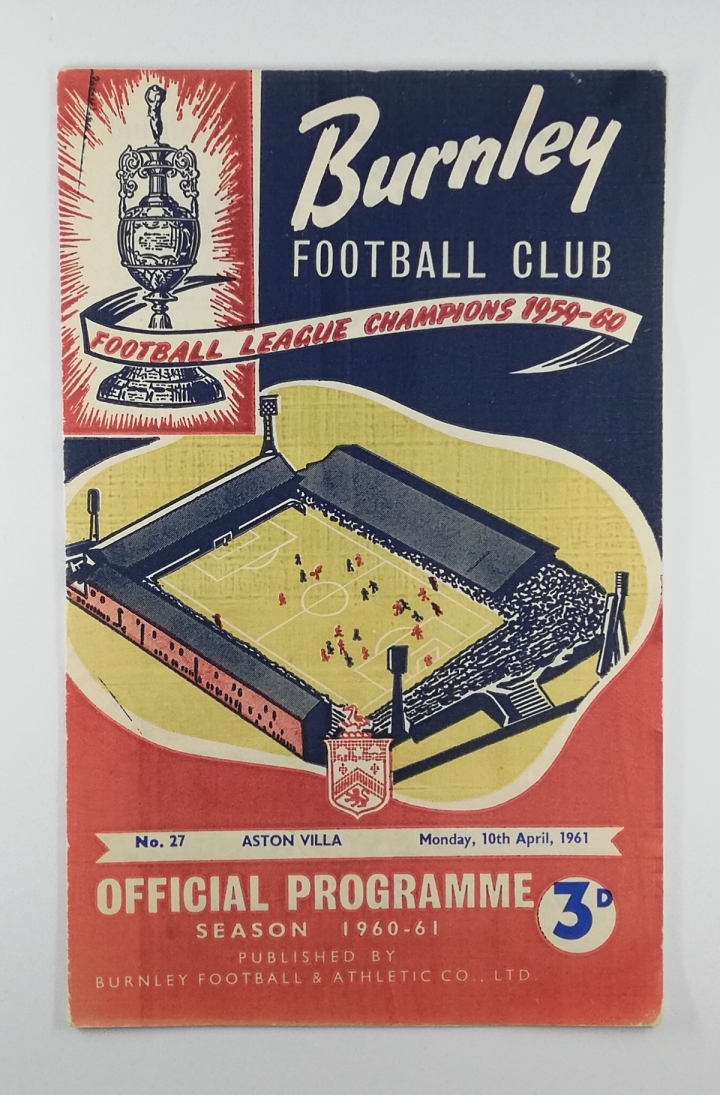 Burnley
FOOTBALL CLUB
FOOTBALL LEAGUE CHAMPIONS 1959-60
No. 27 ASTON VILLA Monday, 10th April, 1961
OFFICIAL PROGRAMME
3D
SEASON 1960-61
PUBLISHED BY
BURNLEY FOOTBALL & ATHLETIC CO., LTD.